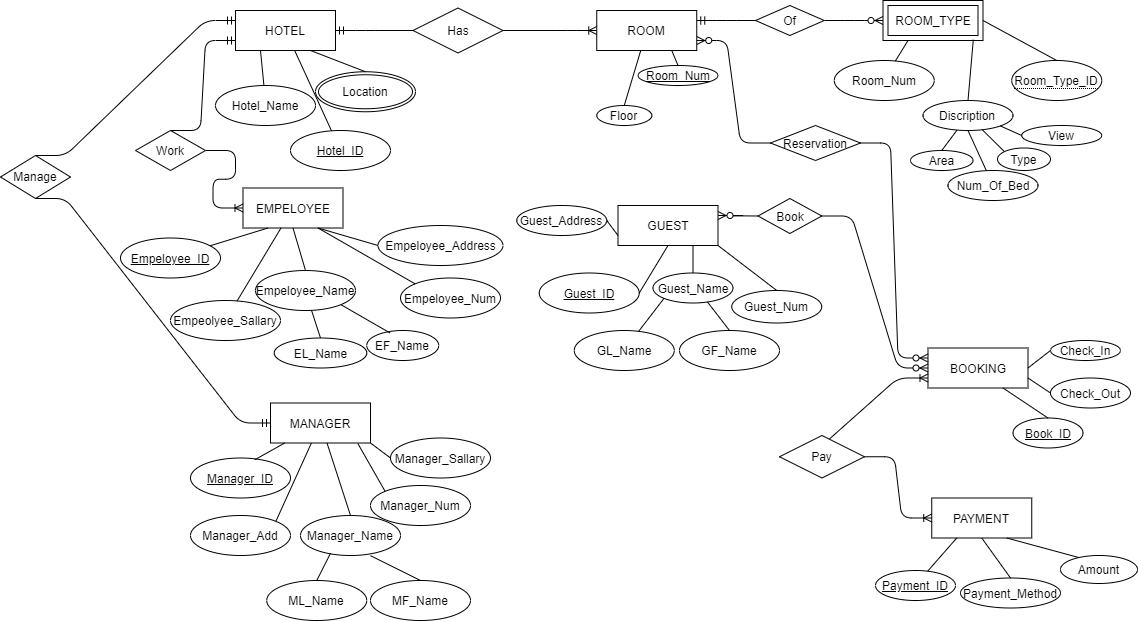 HOTEL
Has
ROOM
Of
ROOM_TYPE
Hotel_Name
Location
Hotel_ID
Room_Num
Floor
Room_Num
Room_Type_ID
Discription
View
Area
Type
Num_Of_Bed
Work
Manage
Reservation
EMPELOYEE
Empeloyee_ID
Empeloyee_Address
Empeloyee_Name
Empeloyee_Num
Empeolyee_Sallary
EL_Name
EF_Name
Guest_Address
GUEST
Book
Guest_ID
Guest_Name
Guest_Num
GL_Name
GF_Name
BOOKING
Check_In
Check_Out
Book_ID
MANAGER
Manager_ID
Manager_Sallary
Manager_Num
Manager_Add
Manager_Name
ML_Name
MF_Name
Pay
PAYMENT
Payment_ID
Payment_Method
Amount